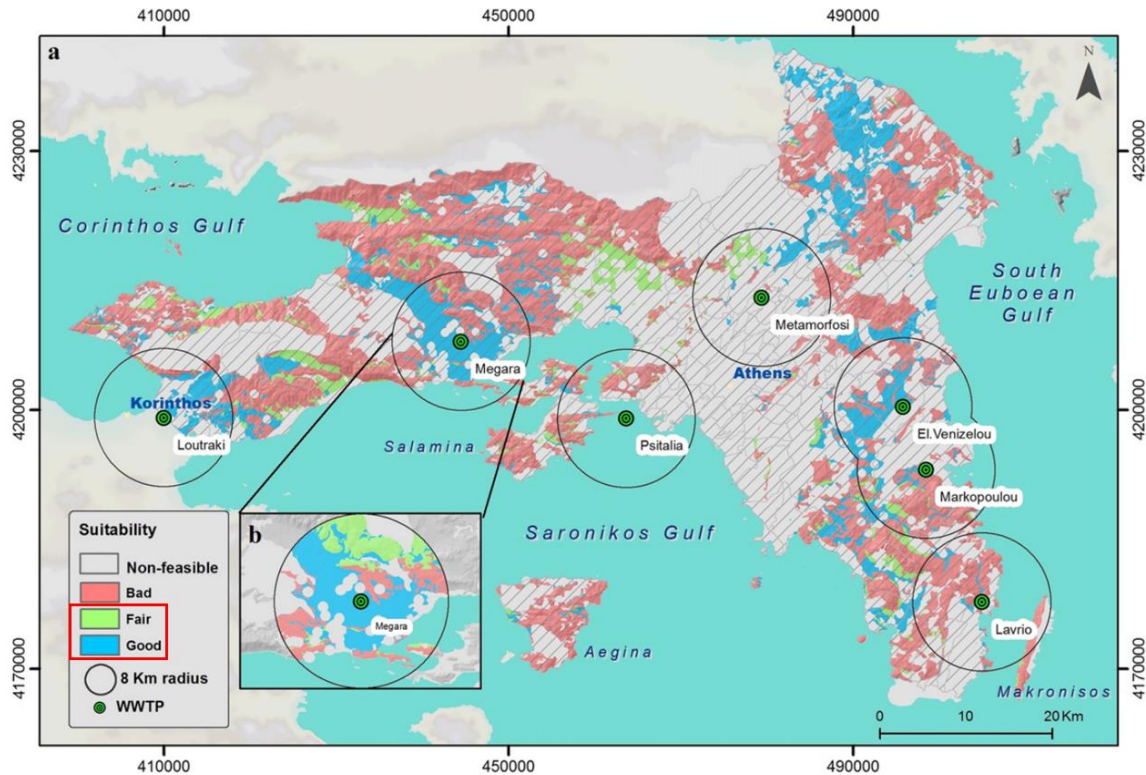 410000 450000 490000
a
N
4230000 4230000
Corinthos Gulf
South
Euboean
Gulf
Metamorfosi
Megara
Athens
Korinthos
4200000 4200000
Loutraki
Salamina
Psitalia
El.Venizelou
Markopoulou
Saronikos Gulf
b
Megara
Suitability
Non-feasible
Bad
Fair
Good
8 Km radius
WWTP
Aegina
Lavrio
4170000 4170000
Makronisos
0 10 20 Km
410000 450000 490000